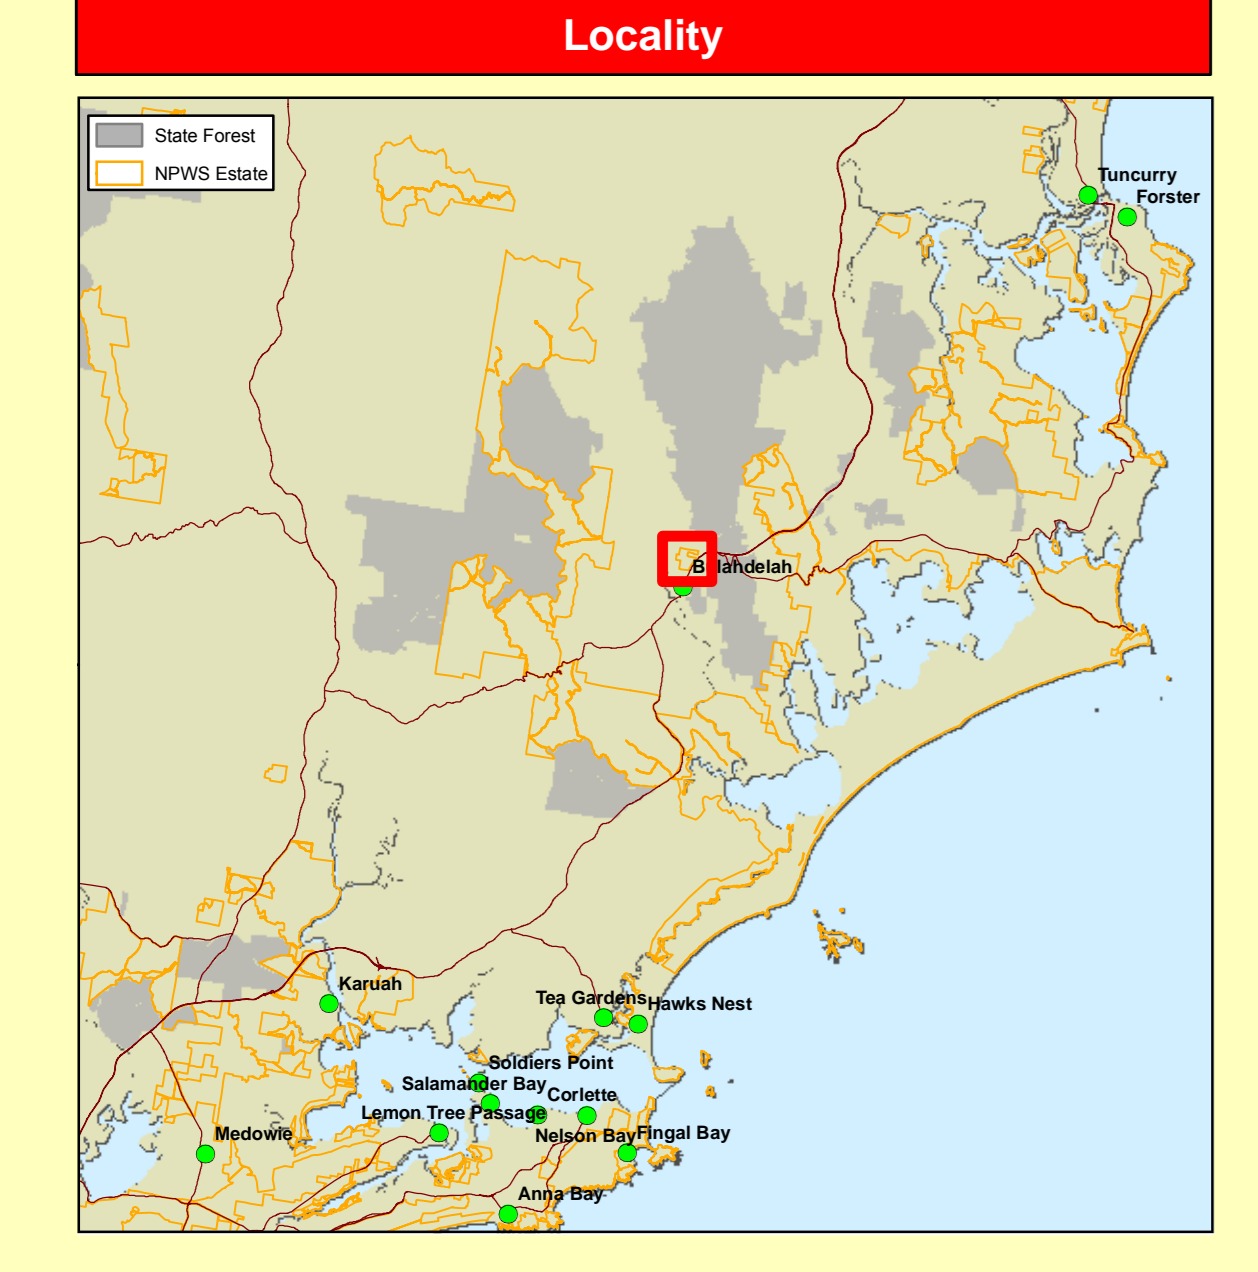 Locality
State Forest
NPWS Estate
Tuncurry
Forster
Bulahdelah
Karuah
Tea Gardens
Hawks Nest
Soldiers Point
Salamander Bay
Corlette
Lemon Tree Passage
Medowie
Nelson Bay
Fingal Bay
Anna Bay